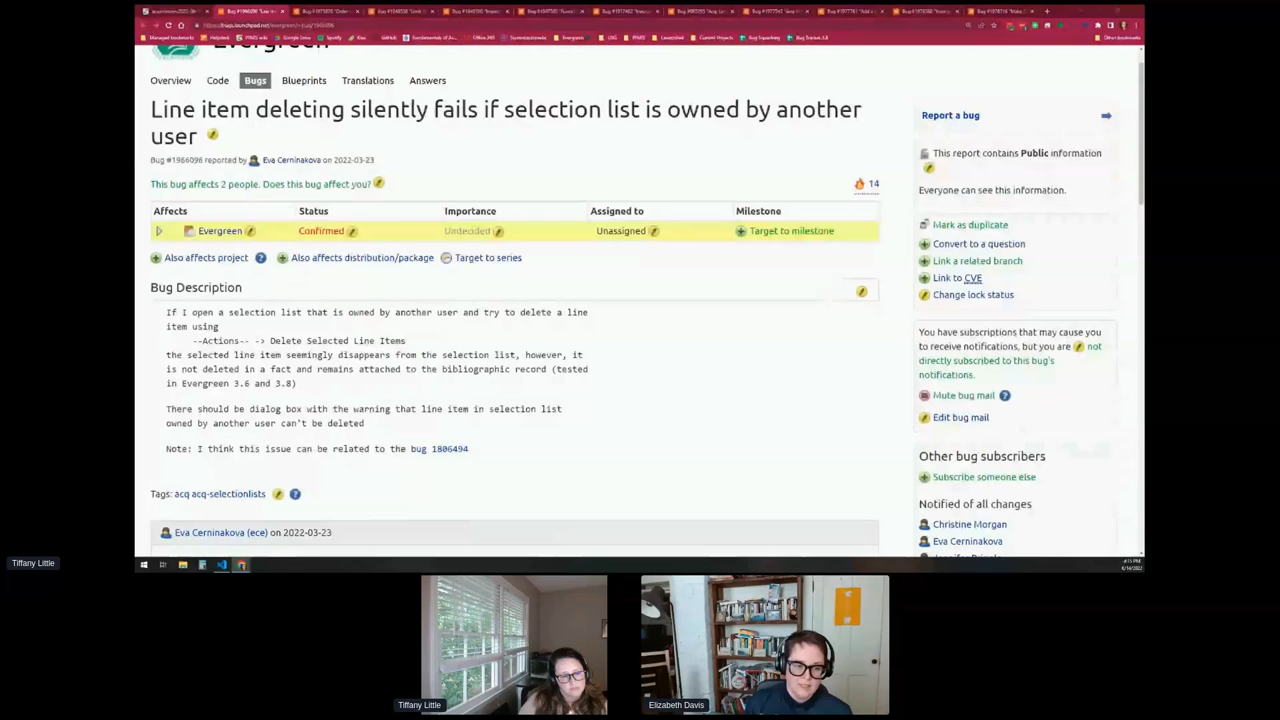 Evergreen
Overview Code Bugs Blueprints Translations Answers
Line item deleting silently fails if selection list is owned by another
user
Bug #1966096 reported by Eva Cerninakova on 2022-03-23
This bug affects 2 people. Does this bug affect you?
14
Affects Status Importance Assigned to Milestone
Evergreen Confirmed Undecided Unassigned Target to milestone
Also affects project Also affects distribution/package Target to series
Bug Description
If I open a selection list that is owned by another user and try to delete a line
item using
--Actions-- -> Delete Selected Line Items
the selected line item seemingly disappears from the selection list, however, it
is not deleted in a fact and remains attached to the bibliographic record (tested
in Evergreen 3.6 and 3.8)
There should be dialog box with the warning that line item in selection list
owned by another user can't be deleted
Note: I think this issue can be related to the bug 1806494
Tags: acq acq-selectionlists
Eva Cerninakova (ece) on 2022-03-23
Report a bug
This report contains Public information
Everyone can see this information.
Mark as duplicate
Convert to a question
Link a related branch
Link to CVE
Change lock status
You have subscriptions that may cause you
to receive notifications, but you are not
directly subscribed to this bug's
notifications.
Mute bug mail
Edit bug mail
Other bug subscribers
Subscribe someone else
Notified of all changes
Christine Morgan
Eva Cerninakova
4:15 PM
6/14/2022
Tiffany Little
Tiffany Little
Elizabeth Davis